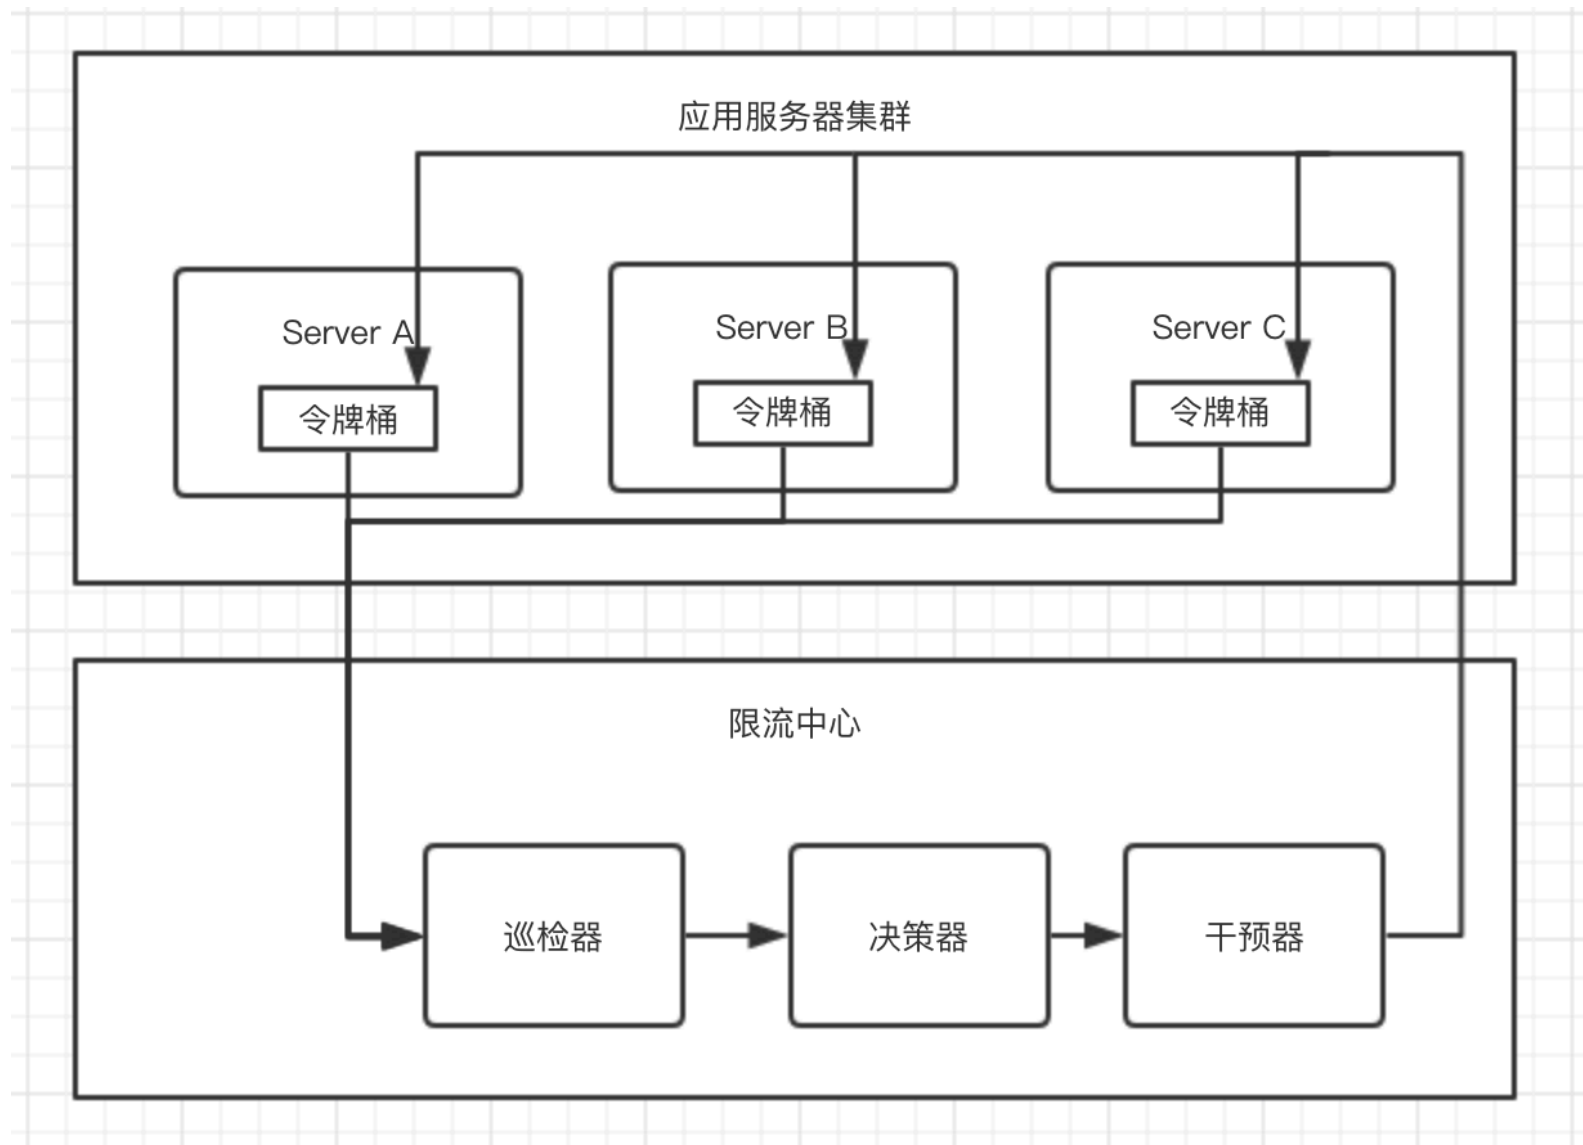 应用服务器集群
Server A
Server B
Server C
令牌桶
令牌桶
令牌桶
限流中心
巡检器
决策器
干预器